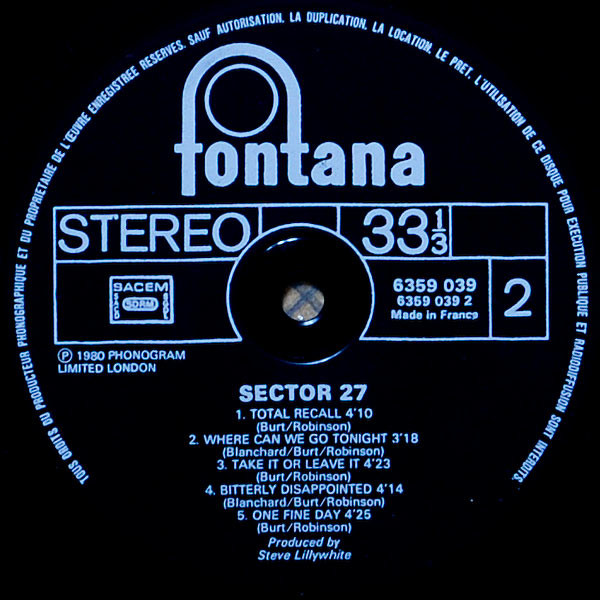 TOUS DROITS DU PRODUCTEUR PHONOGRAPHIQUE ET DU PROPRIETAIRE DE L'ŒUVRE ENREGISTREE RESERVES. SAUF AUTORISATION. LA DUPLICATION. LA LOCATION. LE PRET. L'UTILISATION DE CE DISQUE POUR EXECUTION PUBLIQUE ET RADIODIFFUSION SONT INTERDITS.
fontana
STEREO
33 1/3
SACEM
SDRM
6359 039
6359 039 2
Made in France
2
Ⓟ 1980 PHONOGRAM
LIMITED LONDON
SECTOR 27
1. TOTAL RECALL 4'10
(Burt/Robinson)
2. WHERE CAN WE GO TONIGHT 3'18
(Blanchard/Burt/Robinson)
3. TAKE IT OR LEAVE IT 4'23
(Burt/Robinson)
4. BITTERLY DISAPPOINTED 4'14
(Blanchard/Burt/Robinson)
5. ONE FINE DAY 4'25
(Burt/Robinson)
Produced by
Steve Lillywhite